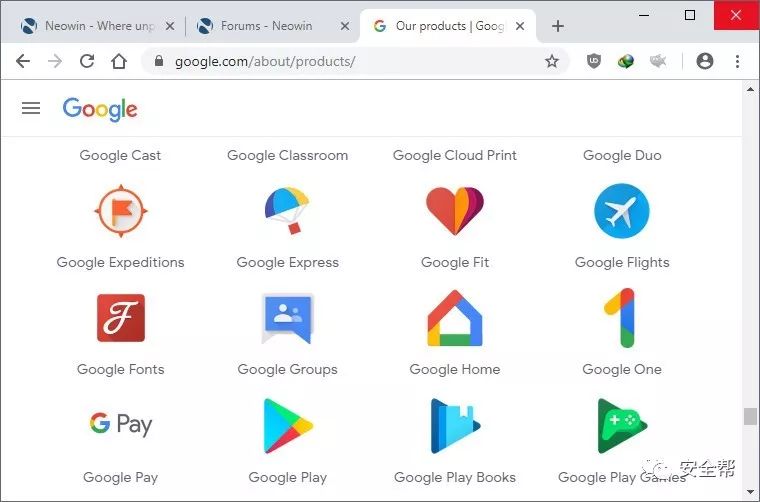 Neowin - Where unp
Forums - Neowin
Our products | Goog
google.com/about/products/
Google
Google Cast
Google Classroom
Google Cloud Print
Google Duo
Google Expeditions
Google Express
Google Fit
Google Flights
F
Google Fonts
Google Groups
Google Home
Google One
G Pay
Google Pay
Google Play
Google Play Books
Google Play Games
安全帮